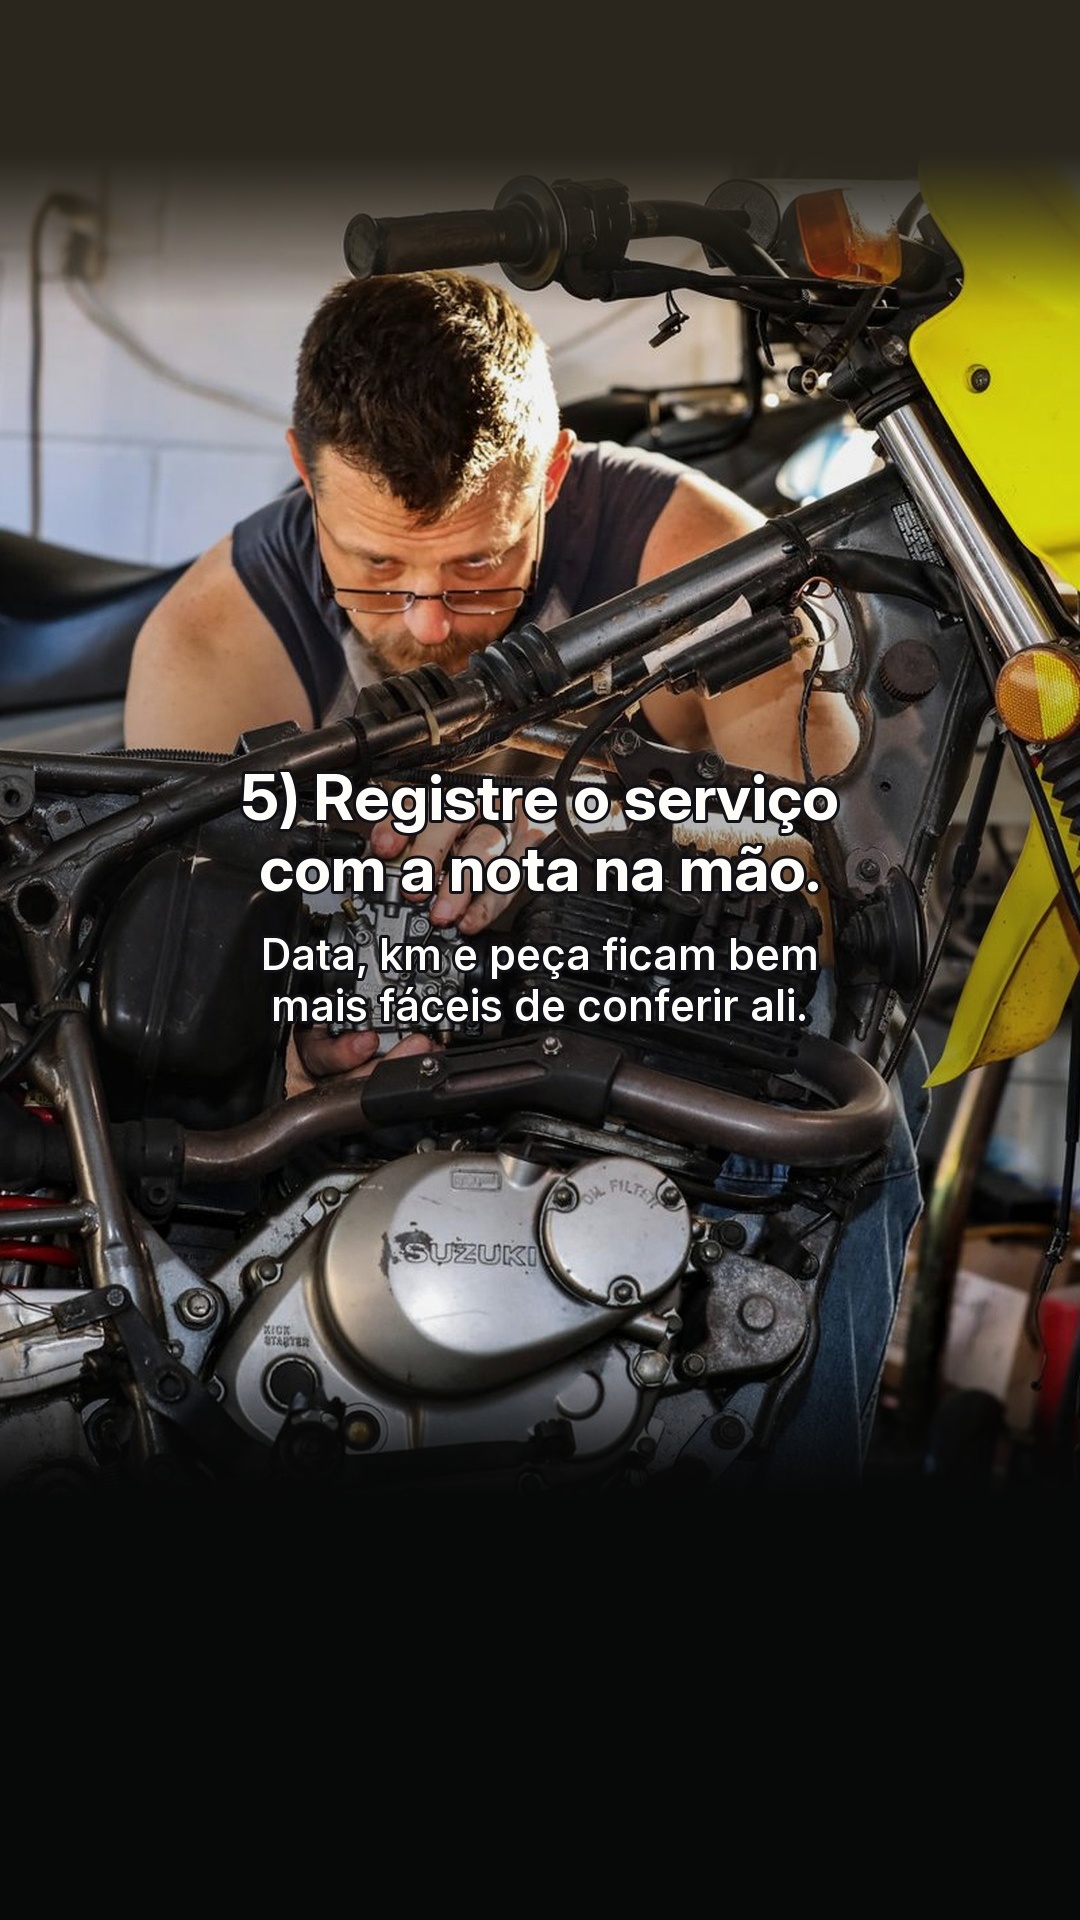 5) Registre o serviço
com a nota na mão.
Data, km e peça ficam bem
mais fáceis de conferir ali.
OIL FILTER
SUZUKI
KICK
STARTER